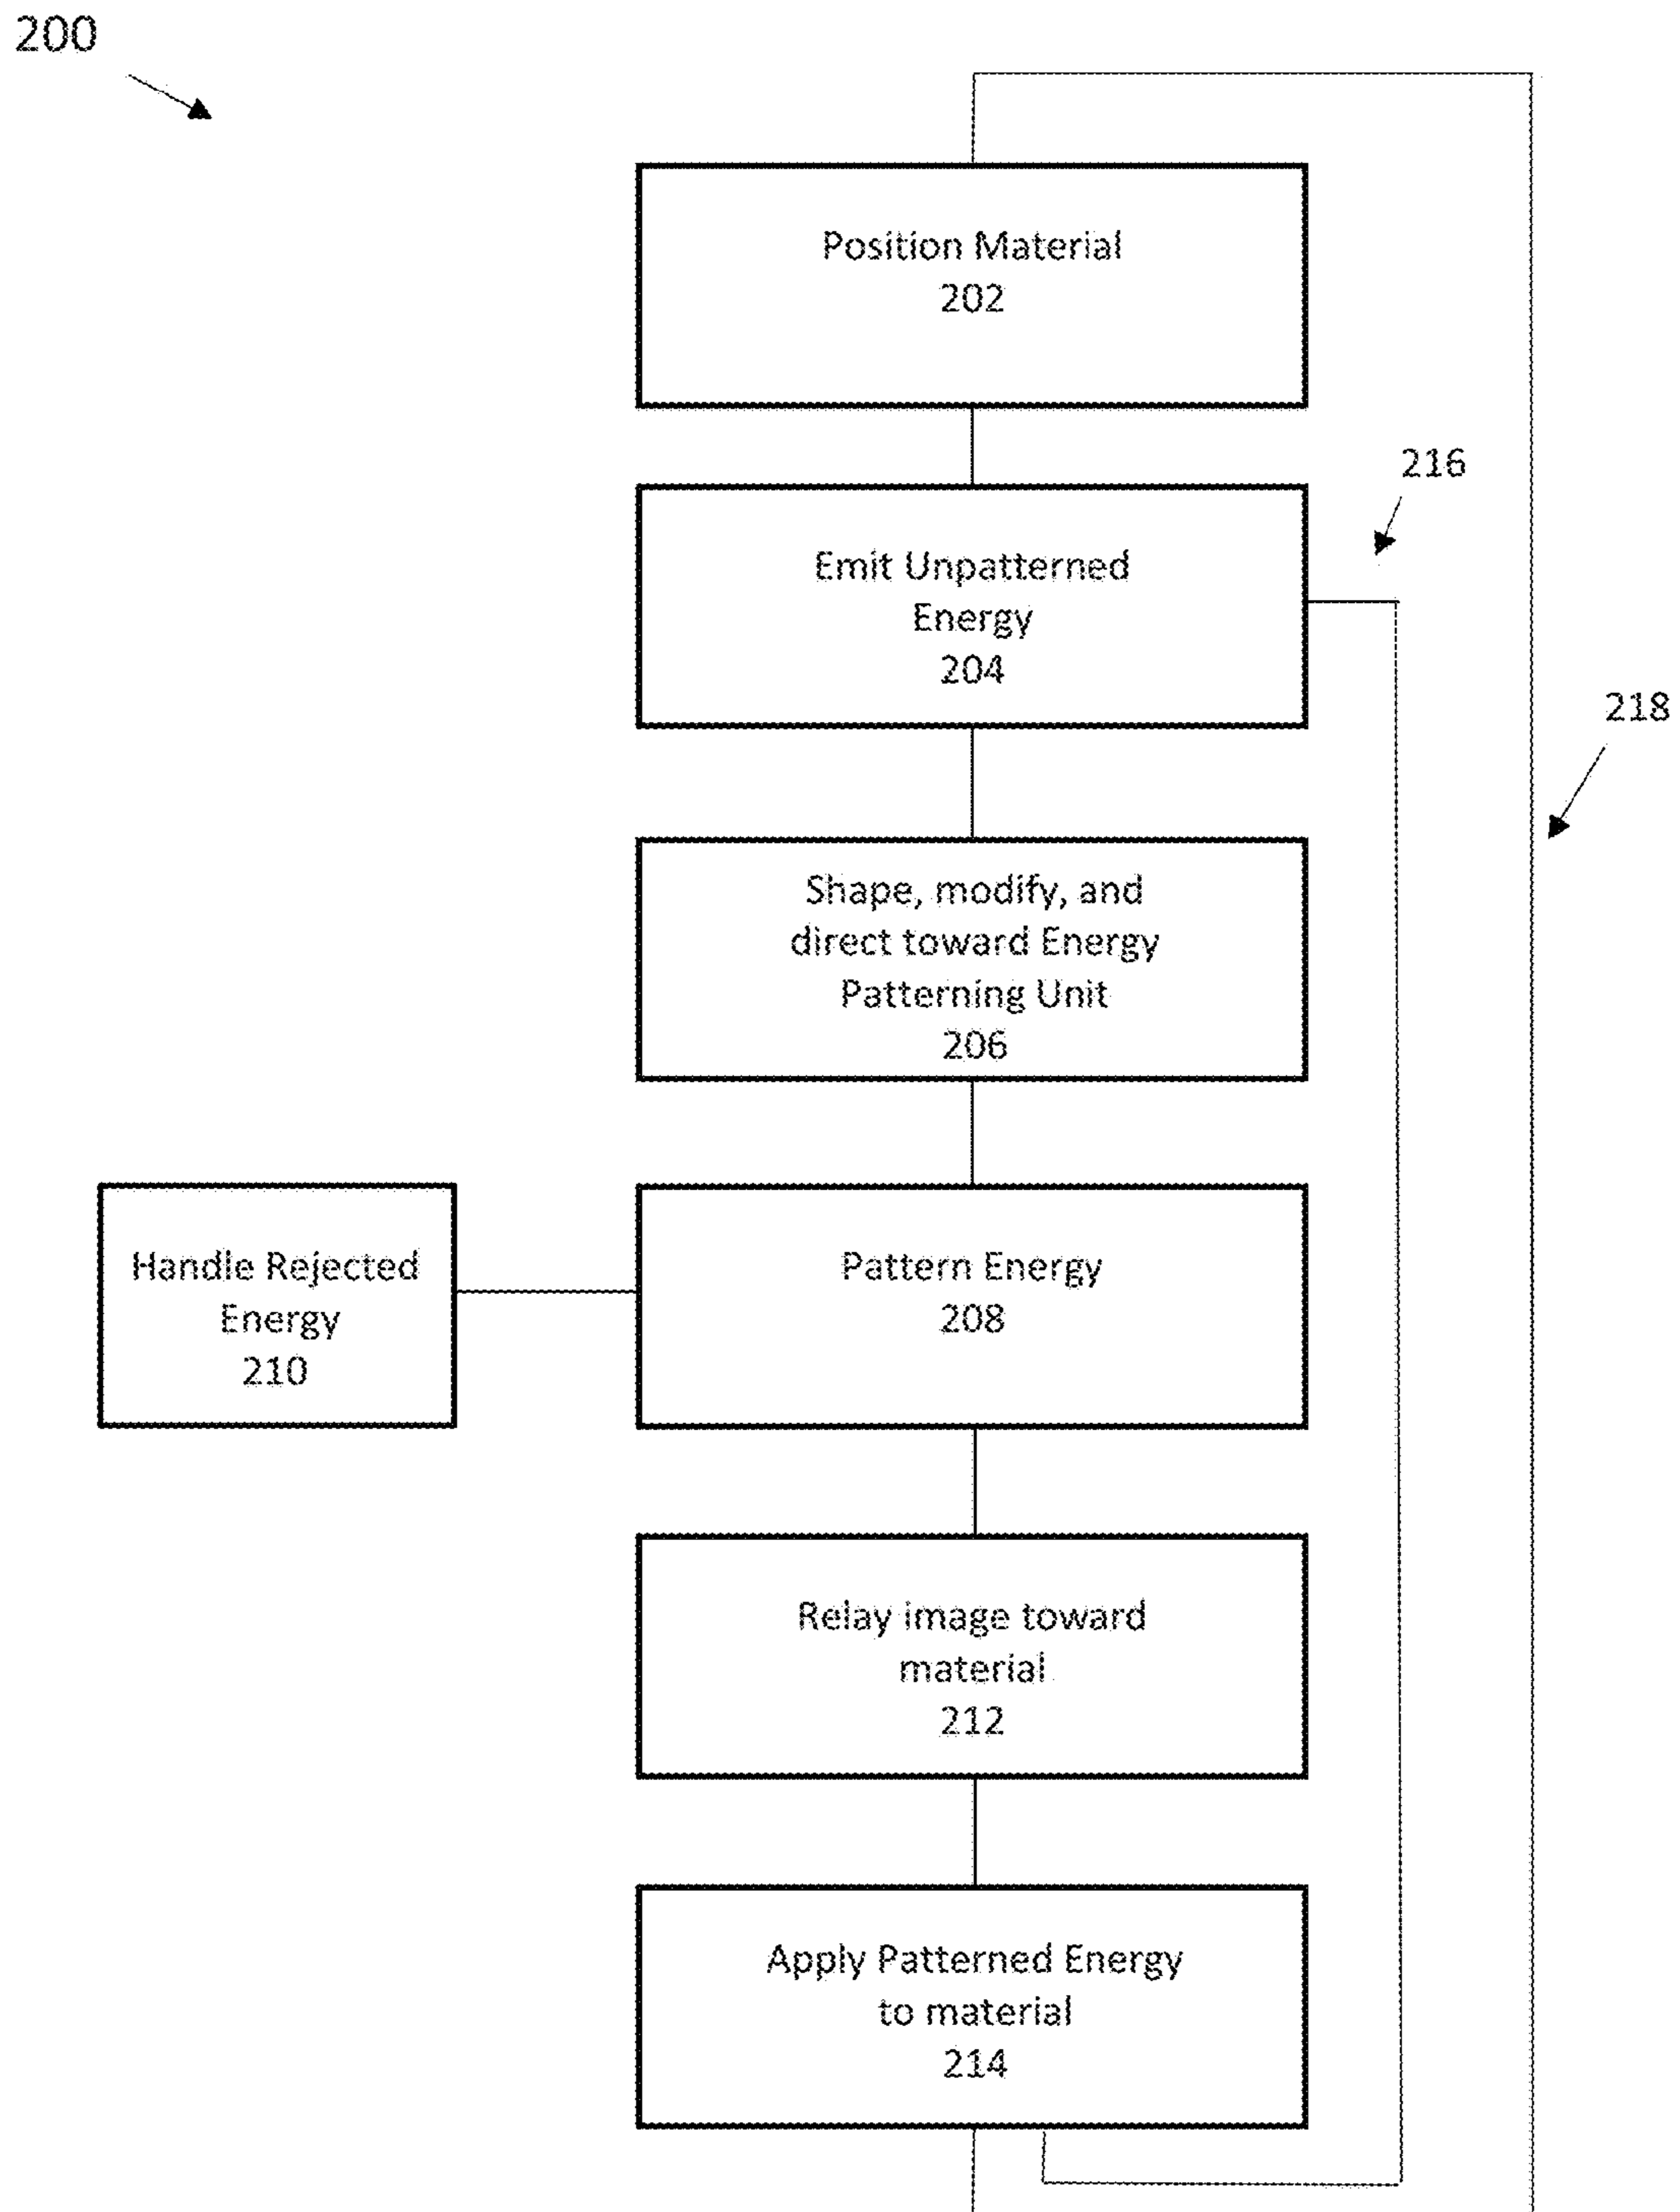 200
Position Material
202
216
Emit Unpatterned
Energy
204
218
Shape, modify, and
direct toward Energy
Patterning Unit
206
Handle Rejected
Energy
210
Pattern Energy
208
Relay image toward
material
212
Apply Patterned Energy
to material
214